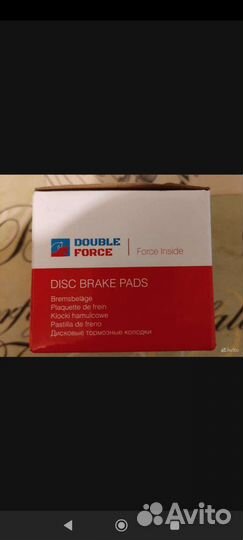 DOUBLE
FORCE
Force Inside
DISC BRAKE PADS
Bremsbeläge
Plaquette de frein
Klocki hamulcowe
Pastilla de freno
Дисковые тормозные колодки
Avito
Avito